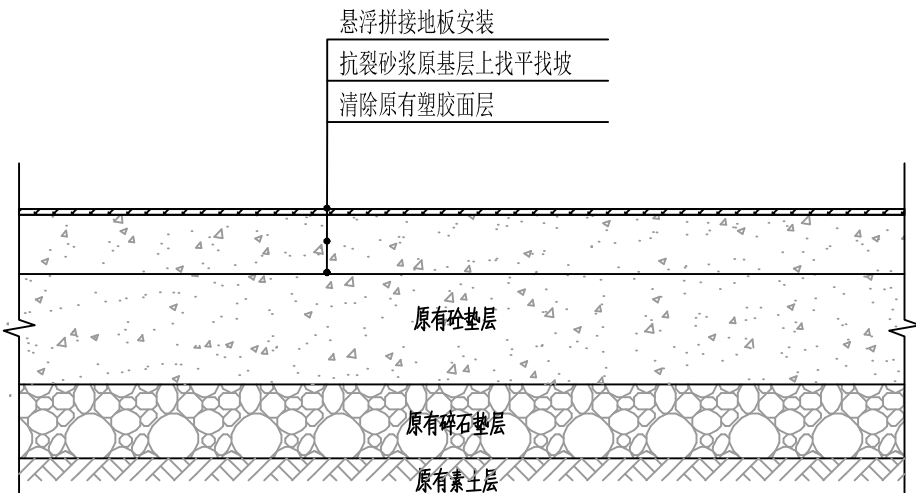 悬浮拼接地板安装
抗裂砂浆原基层上找平找坡
清除原有塑胶面层
原有砼垫层
原有碎石垫层
原有素土层